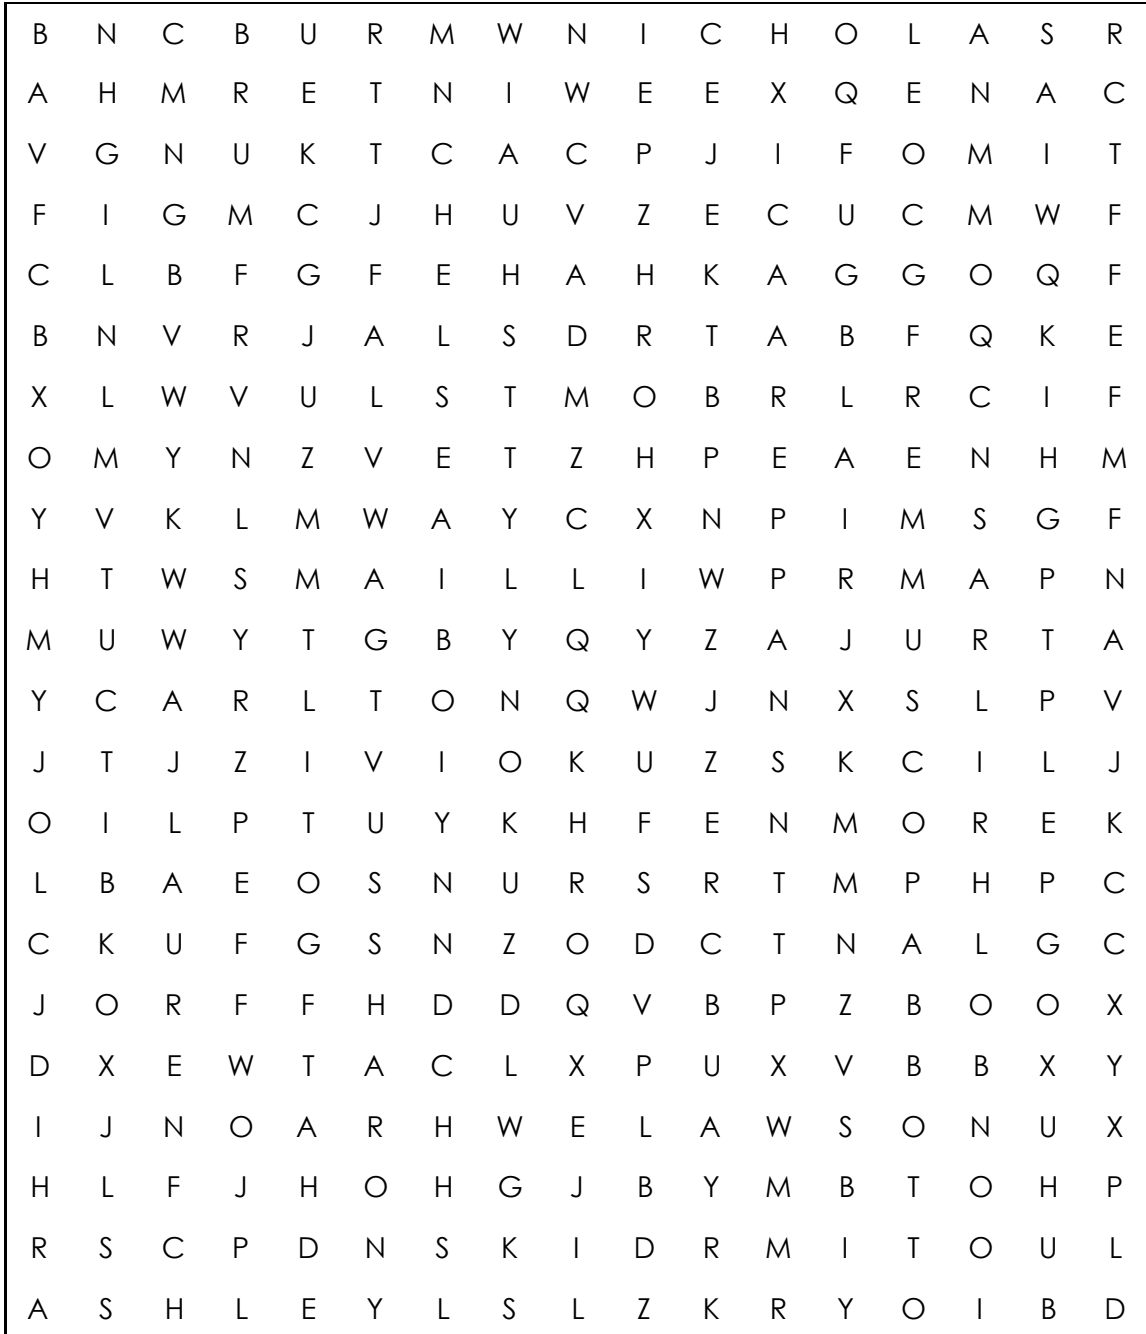 B N C B U R M W N I C H O L A S R
A H M R E T N I W E E X Q E N A C
V G N U K T C A C P J I F O M I T
F I G M C J H U V Z E C U C M W F
C L B F G F E H A H K A G G O Q F
B N V R J A L S D R T A B F Q K E
X L W V U L S T M O B R L R C I F
O M Y N Z V E T Z H P E A E N H M
Y V K L M W A Y C X N P I M S G F
H T W S M A I L L I W P R M A P N
M U W Y T G B Y Q Y Z A J U R T A
Y C A R L T O N Q W J N X S L P V
J T J Z I V I O K U Z S K C I L J
O I L P T U Y K H F E N M O R E K
L B A E O S N U R S R T M P H P C
C K U F G S N Z O D C T N A L G C
J O R F F H D D Q V B P Z B O O X
D X E W T A C L X P U X V B B X Y
I J N O A R H W E L A W S O N U X
H L F J H O H G J B Y M B T O H P
R S C P D N S K I D R M I T O U L
A S H L E Y L S L Z K R Y O I B D